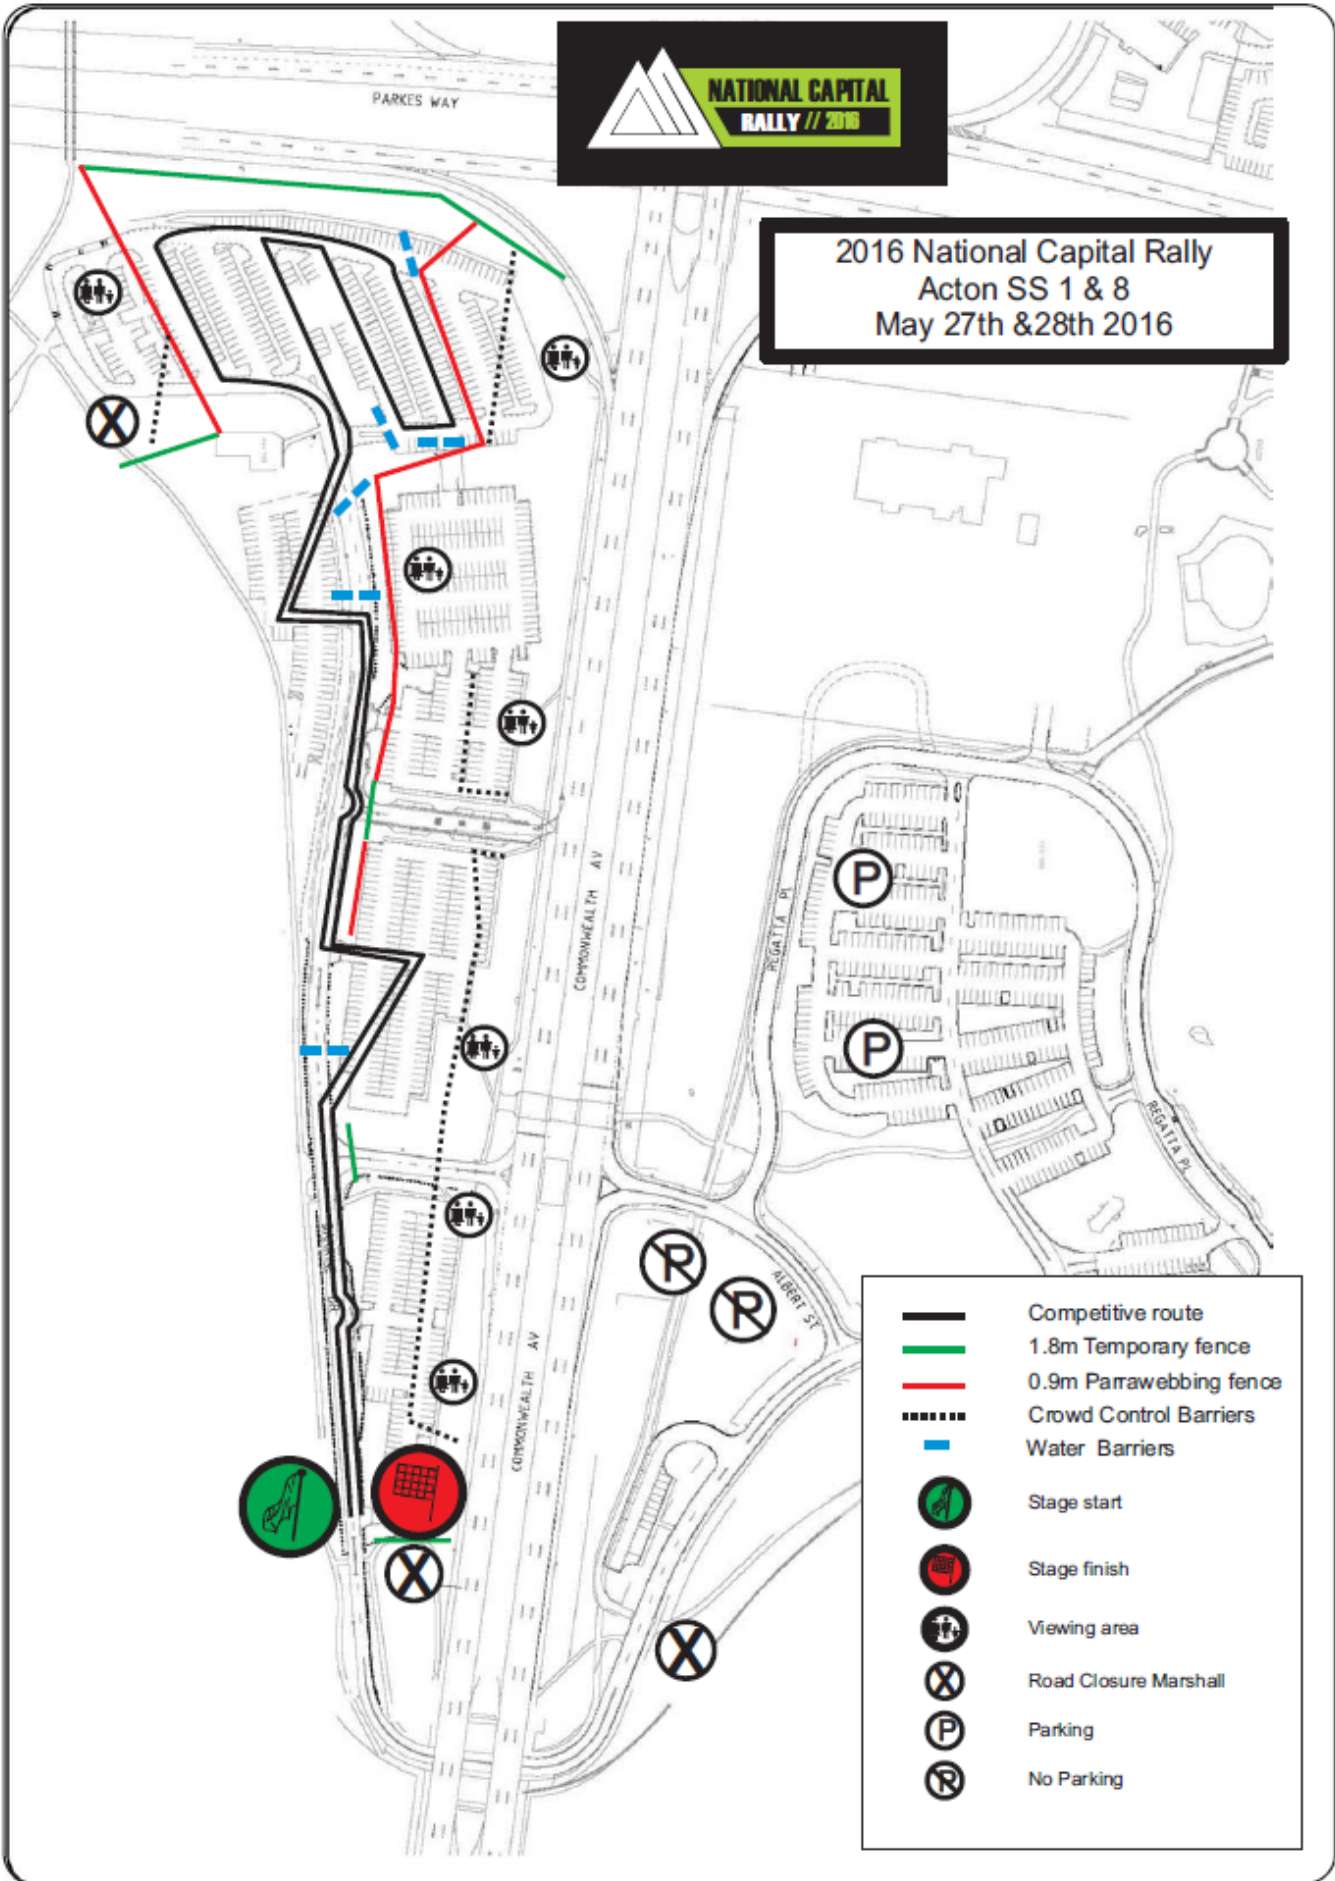 PARKES WAY
NATIONAL CAPITAL
RALLY // 2016
2016 National Capital Rally
Acton SS 1 & 8
May 27th &28th 2016
COMMONWEALTH AV
REGATTA PL
P
P
REGATTA PL
ALBERT ST
COMMONWEALTH AV
Competitive route
1.8m Temporary fence
0.9m Parrawebbing fence
Crowd Control Barriers
Water Barriers
Stage start
Stage finish
Viewing area
Road Closure Marshall
P Parking
No Parking